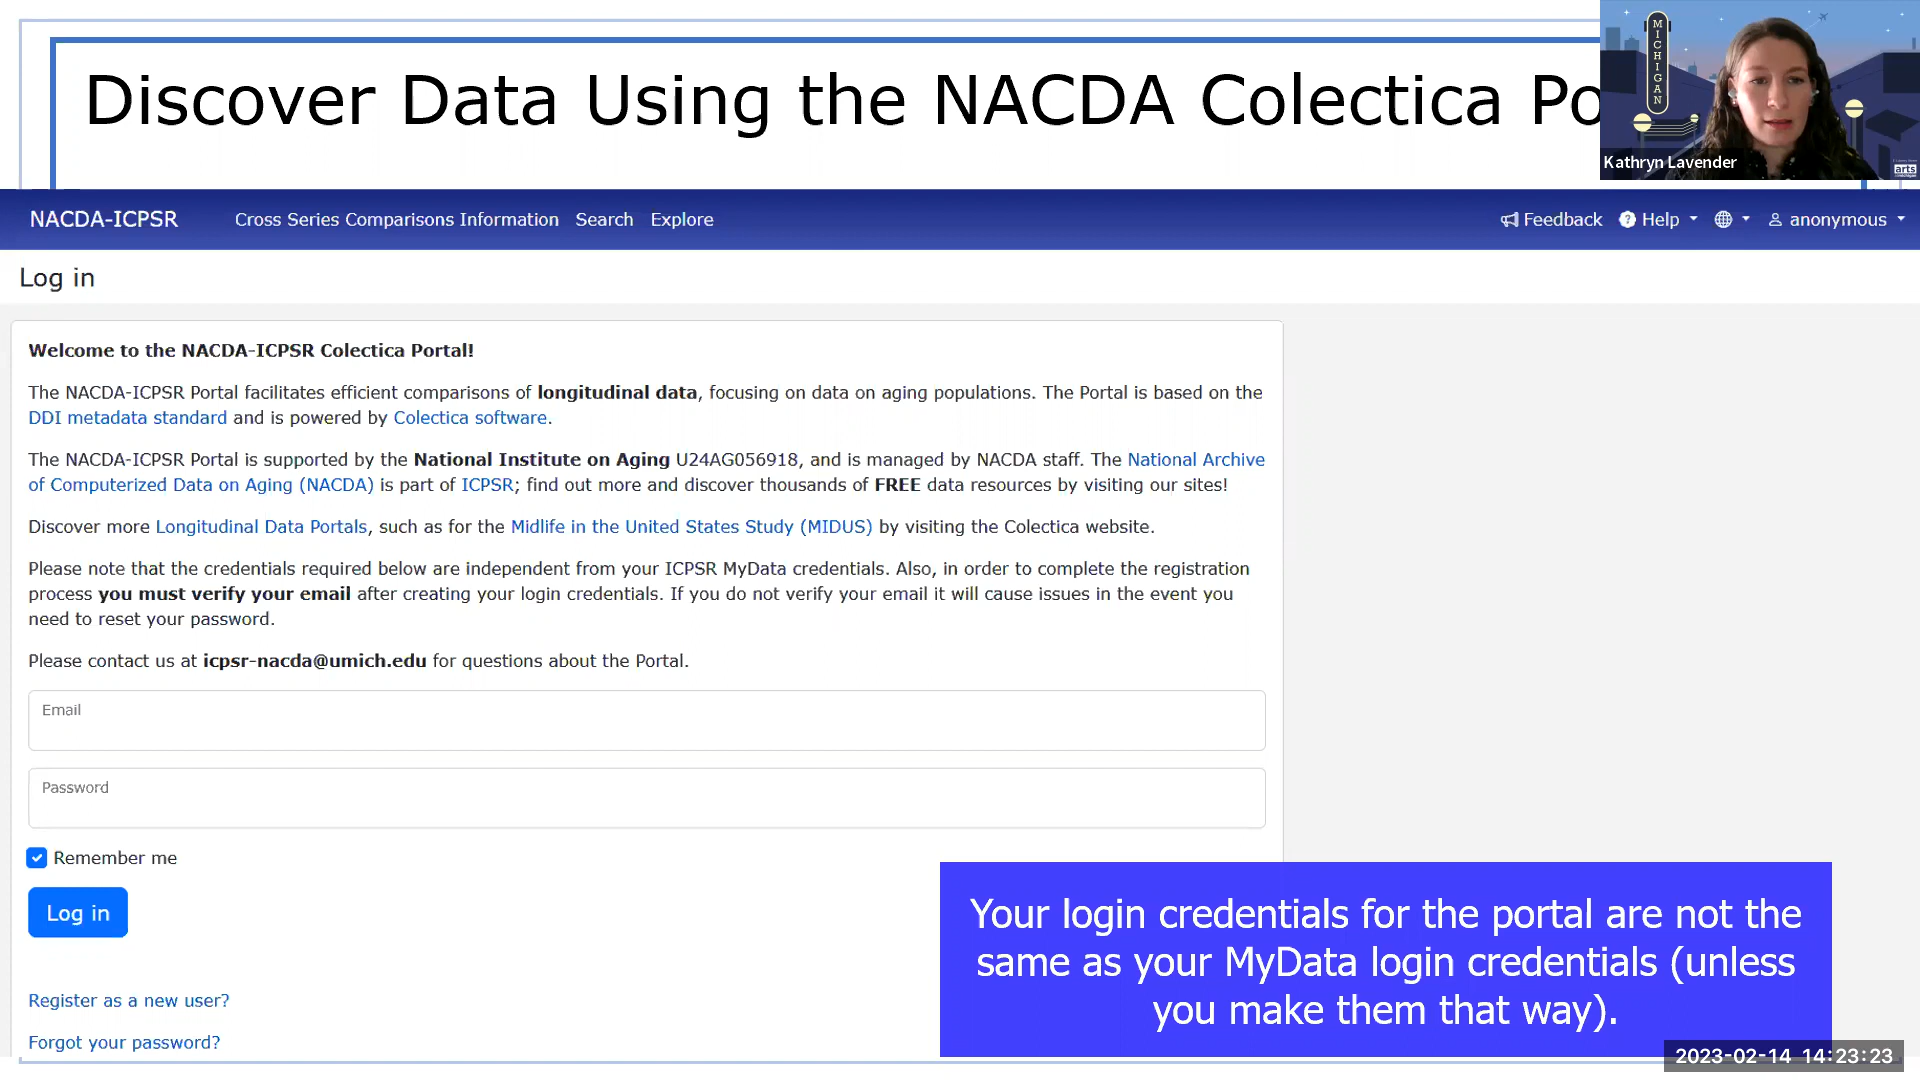 Discover Data Using the NACDA Colectica Po
MICHIGAN
Kathryn Lavender
arts
NACDA-ICPSR Cross Series Comparisons Information Search Explore Feedback Help anonymous
Log in
Welcome to the NACDA-ICPSR Colectica Portal!
The NACDA-ICPSR Portal facilitates efficient comparisons of longitudinal data, focusing on data on aging populations. The Portal is based on the
DDI metadata standard and is powered by Colectica software.
The NACDA-ICPSR Portal is supported by the National Institute on Aging U24AG056918, and is managed by NACDA staff. The National Archive
of Computerized Data on Aging (NACDA) is part of ICPSR; find out more and discover thousands of FREE data resources by visiting our sites!
Discover more Longitudinal Data Portals, such as for the Midlife in the United States Study (MIDUS) by visiting the Colectica website.
Please note that the credentials required below are independent from your ICPSR MyData credentials. Also, in order to complete the registration
process you must verify your email after creating your login credentials. If you do not verify your email it will cause issues in the event you
need to reset your password.
Please contact us at icpsr-nacda@umich.edu for questions about the Portal.
Email
Password
Remember me
Log in
Register as a new user?
Forgot your password?
Your login credentials for the portal are not the
same as your MyData login credentials (unless
you make them that way).
2023-02-14 14:23:23